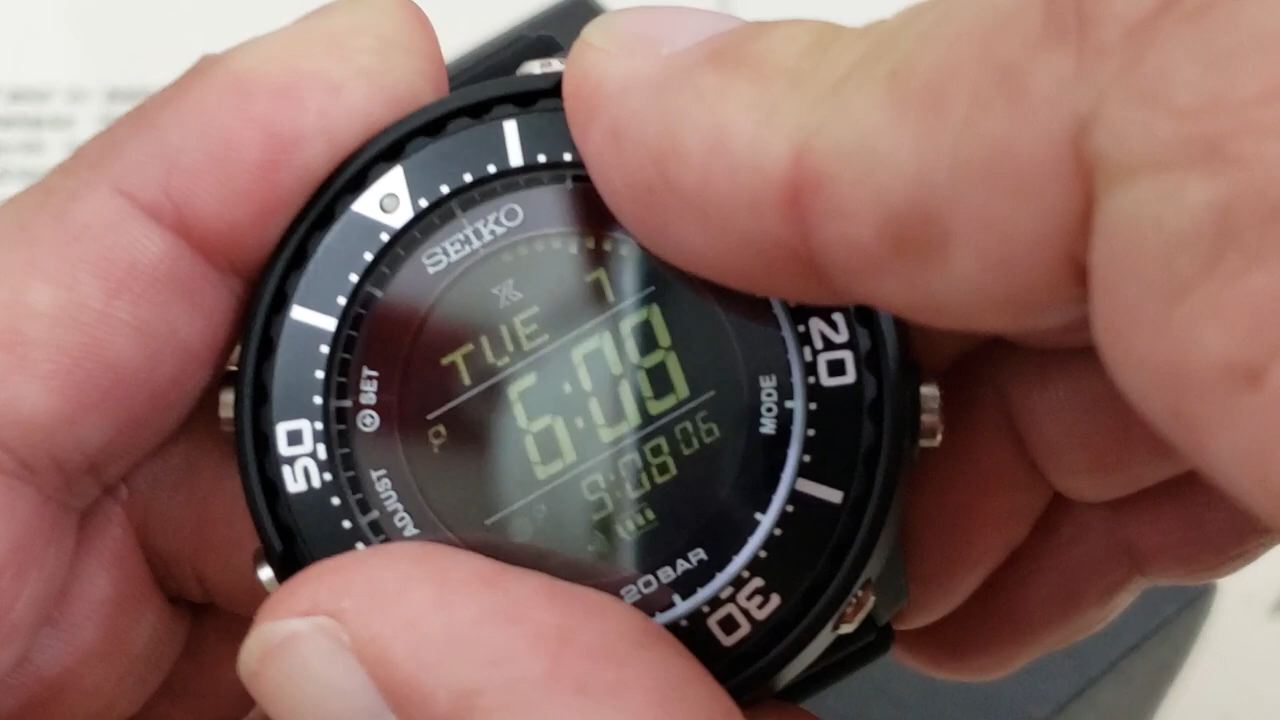 SEIKO
7
TUE
6:08
P
5:08 06
SET
ADJUST
MODE
20BAR
20
30
50